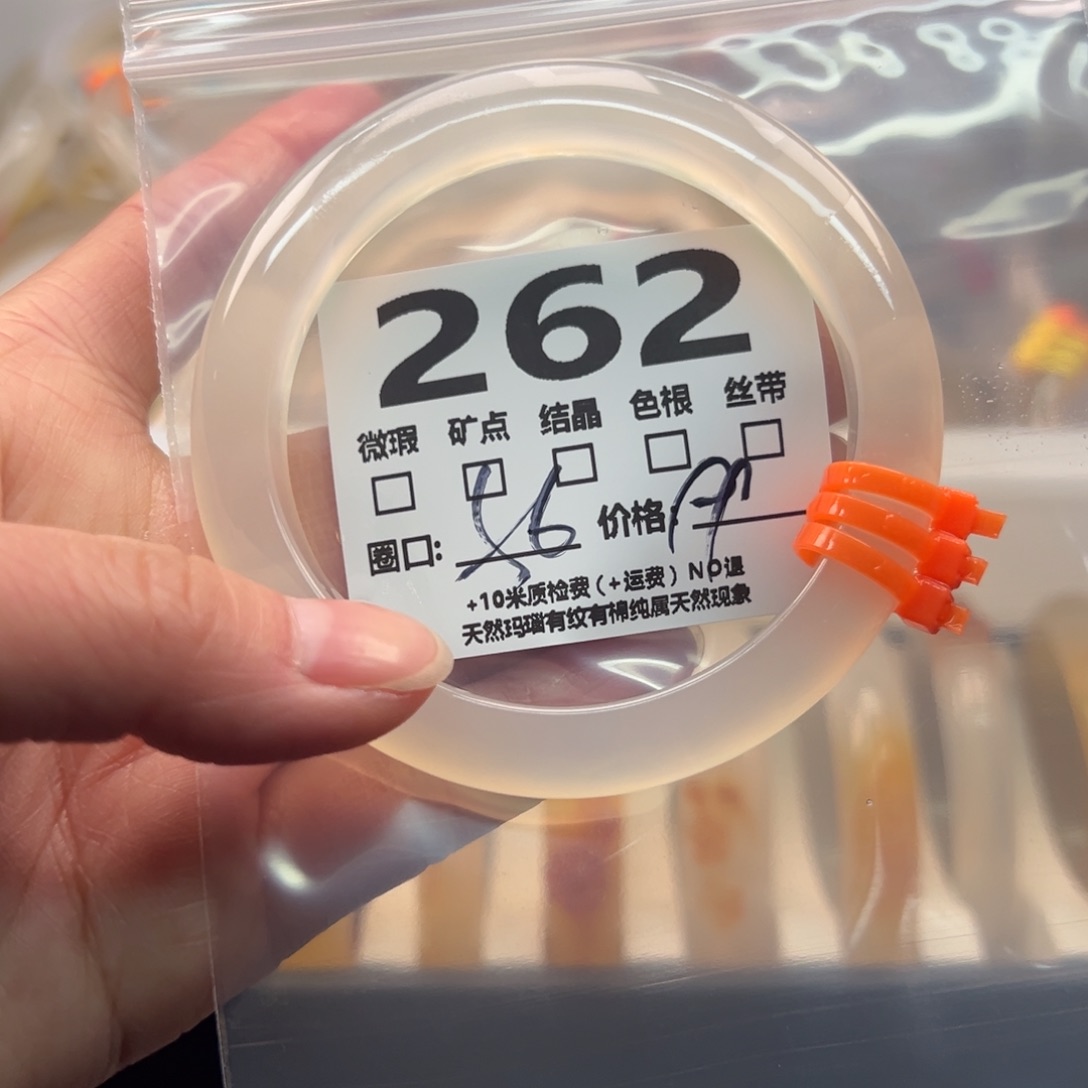 262
微瑕 矿点 结晶 色根 丝带
圈口: 价格
+10米质检费(+运费) NO退
天然玛瑙有纹有棉纯属天然现象